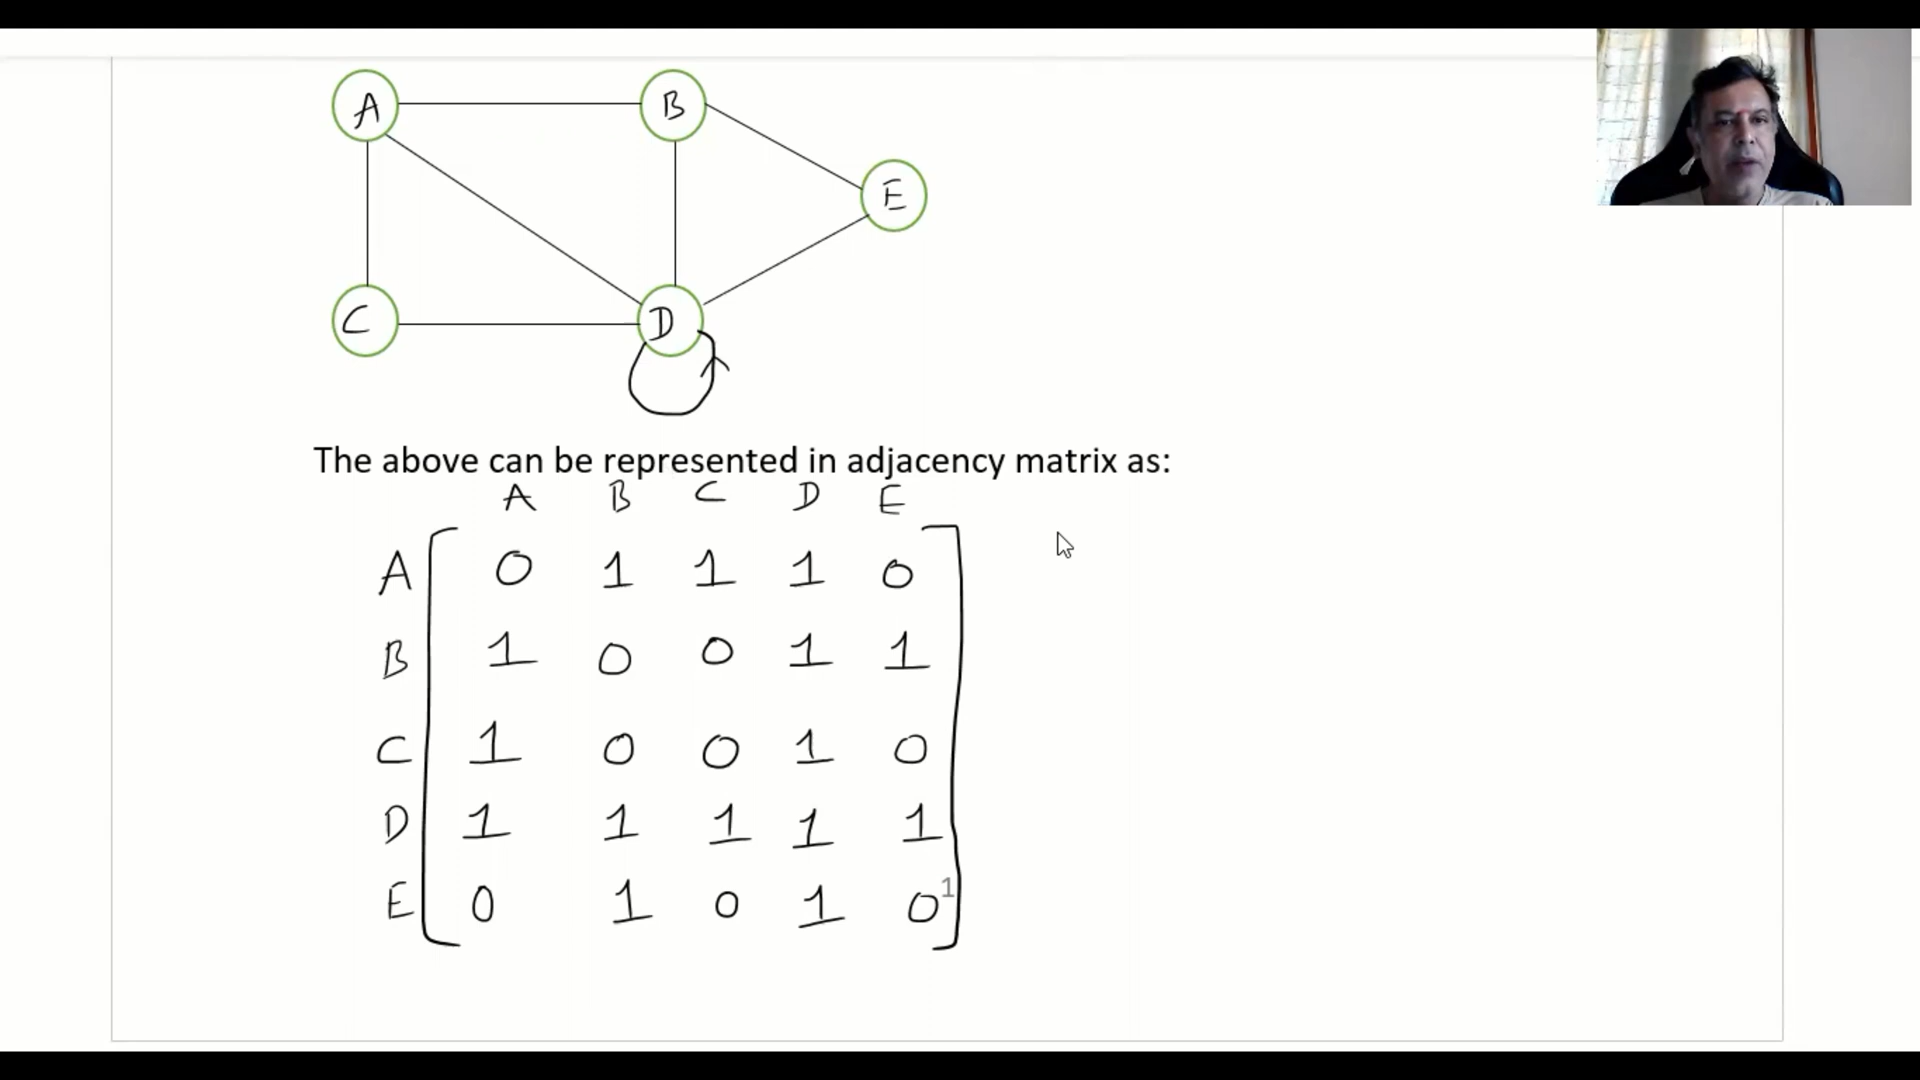 A B
E
C D
The above can be represented in adjacency matrix as:
A B C D E
A 0 1 1 1 0
B 1 0 0 1 1
C 1 0 0 1 0
D 1 1 1 1 1
E 0 1 0 1 0 1